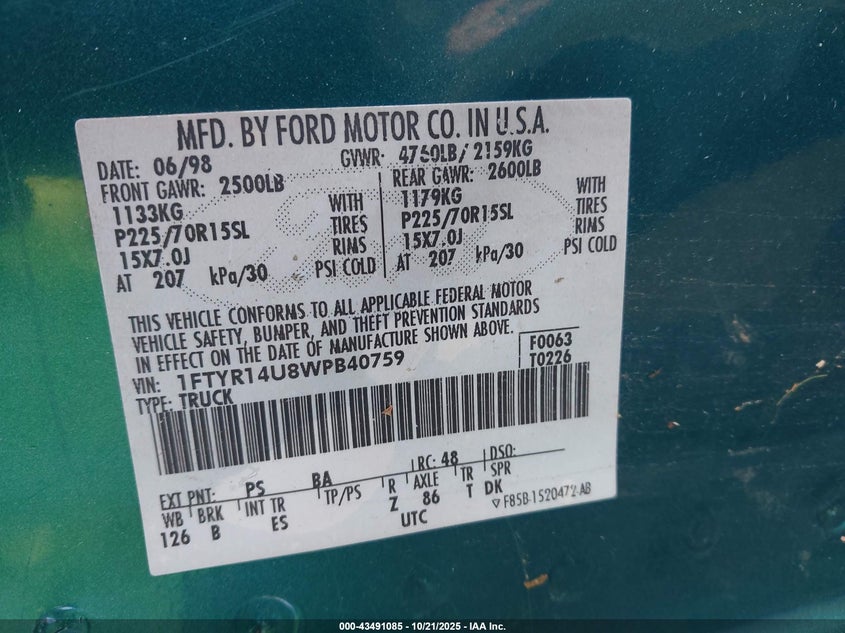 MFD. BY FORD MOTOR CO. IN U.S.A.
DATE: 06/98 GVWR: 4760LB/ 2159KG
FRONT GAWR: 2500LB REAR GAWR: 2600LB
1133KG WITH 1179KG WITH
P225/70R15SL TIRES P225/70R15SL TIRES
15X7.0J RIMS 15X7.0J RIMS
AT 207 kPa/30 PSI COLD AT 207 kPa/30 PSI COLD
THIS VEHICLE CONFORMS TO ALL APPLICABLE FEDERAL MOTOR
VEHICLE SAFETY, BUMPER, AND THEFT PREVENTION STANDARDS
IN EFFECT ON THE DATE OF MANUFACTURE SHOWN ABOVE.
F0063
VIN: 1FTYR14U8WPB40759 T0226
TYPE: TRUCK
EXT PNT: PS BA RC: 48 DSO:
WB BRK INT TR TP/PS R AXLE TR SPR
126 B ES Z 86 T DK
UTC ▽F85B-1520472-AB
000-43491085 - 10/21/2025 - IAA Inc.